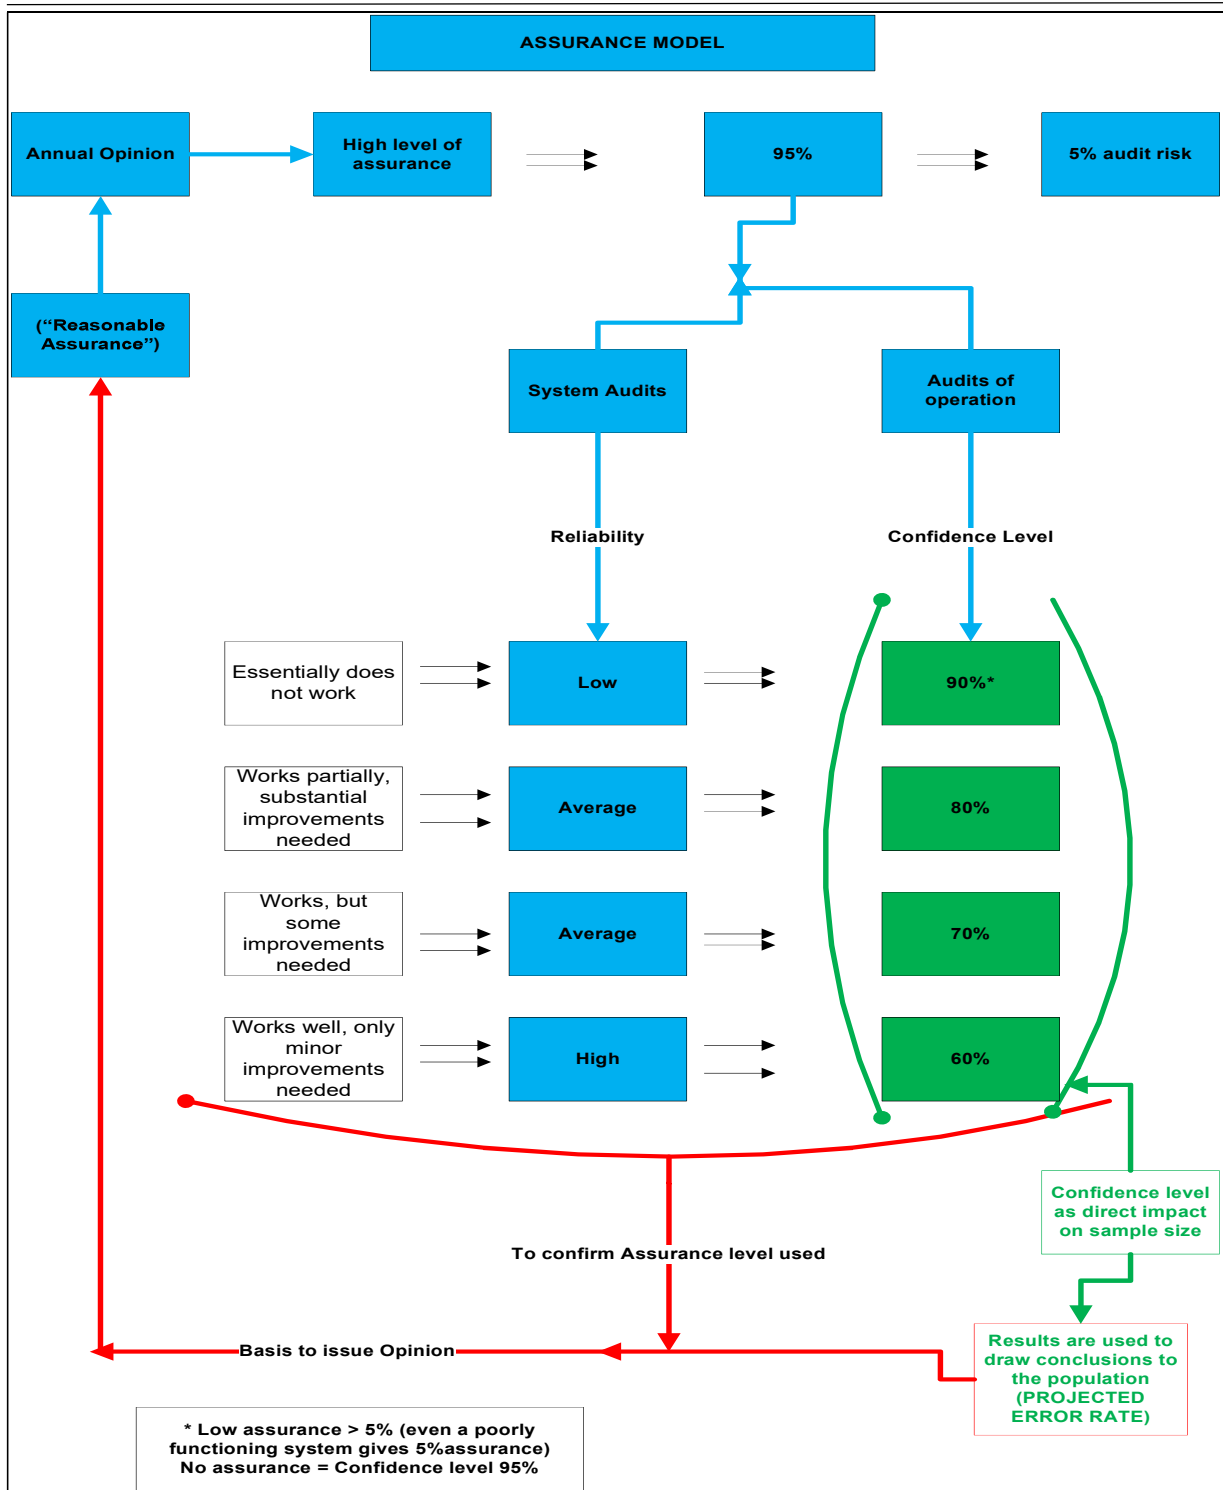 ASSURANCE MODEL
Annual Opinion
High level of
assurance
95%
5% audit risk
(“Reasonable
Assurance”)
System Audits
Audits of
operation
Reliability
Confidence Level
Essentially does
not work
Low
90%*
Works partially,
substantial
improvements
needed
Average
80%
Works, but
some
improvements
needed
Average
70%
Works well, only
minor
improvements
needed
High
60%
Confidence level
as direct impact
on sample size
To confirm Assurance level used
Basis to issue Opinion
Results are used to
draw conclusions to
the population
(PROJECTED
ERROR RATE)
* Low assurance > 5% (even a poorly
functioning system gives 5%assurance)
No assurance = Confidence level 95%